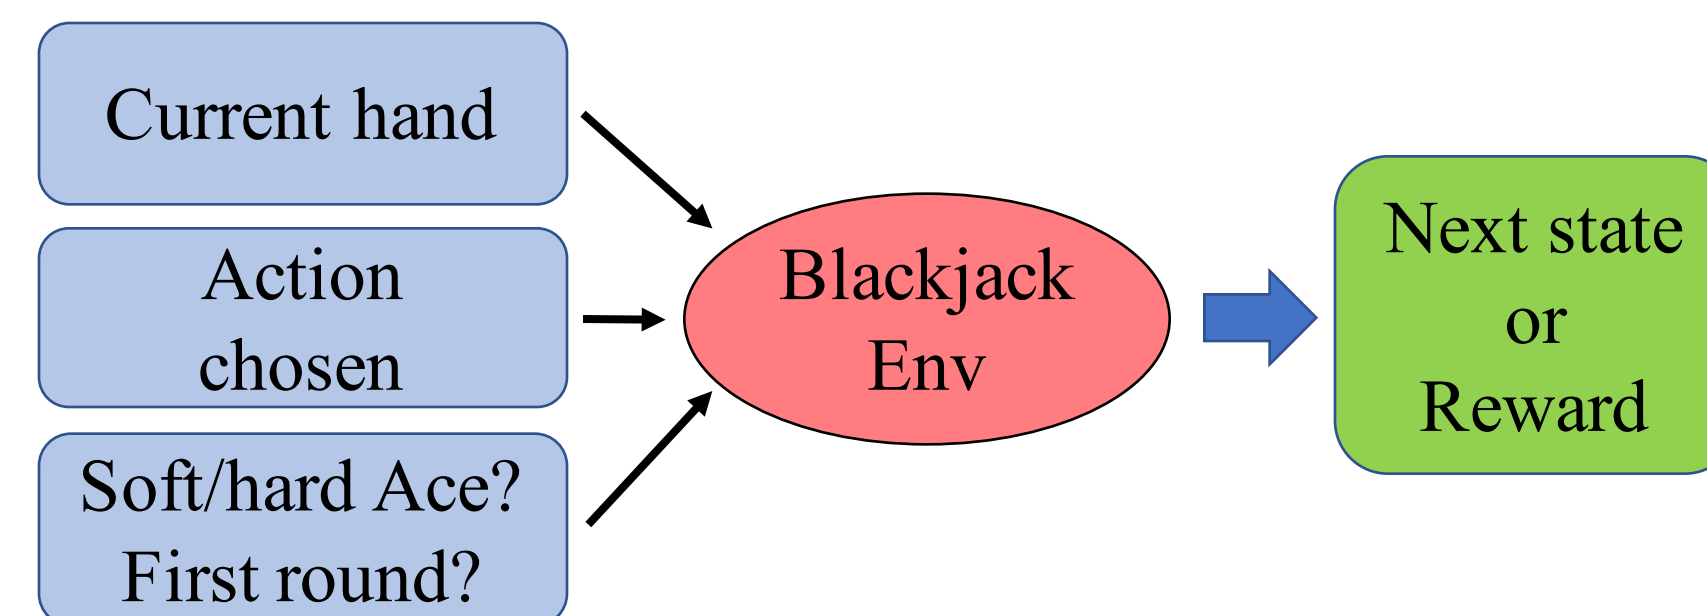 Current hand
Action
chosen
Soft/hard Ace?
First round?
Blackjack
Env
Next state
or
Reward